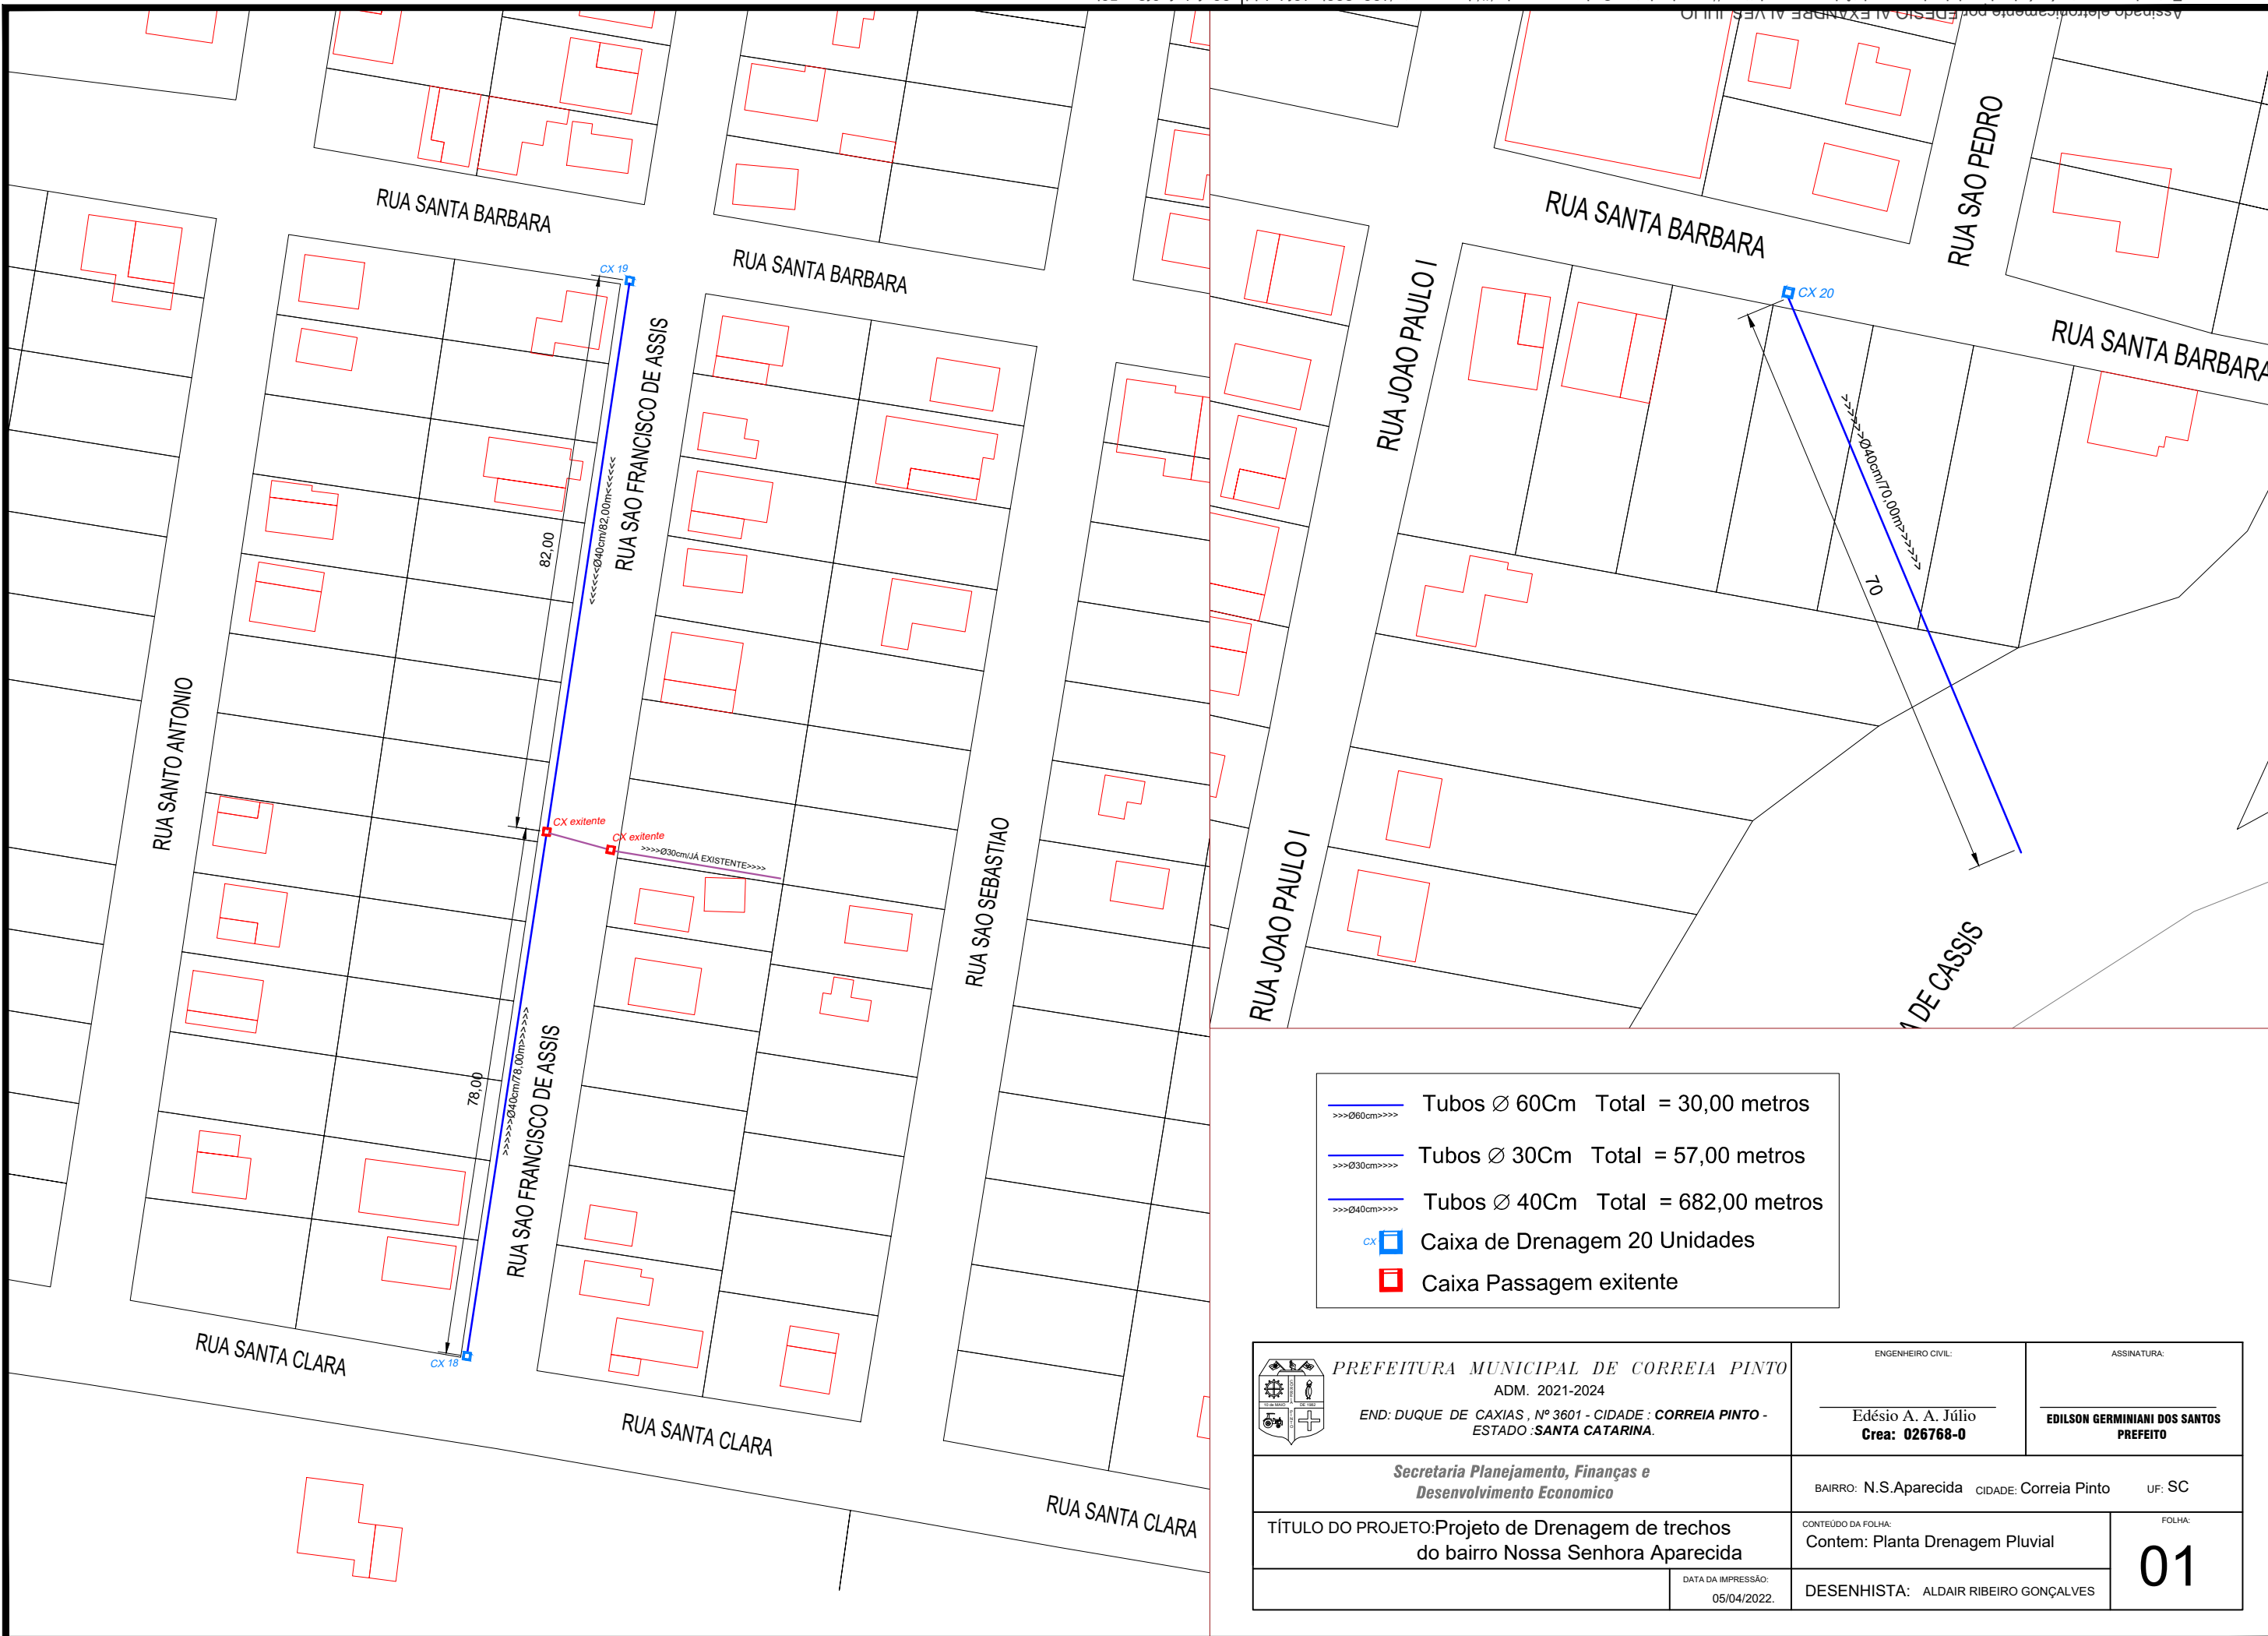 Assinado eletronicamente por EDESIO ALEXANDRE ALVES JULIO
RUA SANTA BARBARA
RUA SANTA BARBARA
CX 19
RUA SAO FRANCISCO DE ASSIS
<<<<<<Ø40cm/82,00m<<<<<<
82,00
RUA SANTO ANTONIO
CX exitente
CX exitente
>>>>Ø30cm/JÁ EXISTENTE>>>>
RUA SAO SEBASTIAO
78,00
>>>>>>Ø40cm/78,00m>>>>>>
RUA SAO FRANCISCO DE ASSIS
CX 18
RUA SANTA CLARA
RUA SANTA CLARA
RUA SANTA CLARA
RUA SANTA BARBARA
RUA SAO PEDRO
RUA JOAO PAULO I
CX 20
RUA SANTA BARBARA
>>>>>>Ø40cm/70,00m>>>>>>
70
RUA JOAO PAULO I
A DE CASSIS
>>>Ø60cm>>>> Tubos ∅ 60Cm Total = 30,00 metros
>>>Ø30cm>>>> Tubos ∅ 30Cm Total = 57,00 metros
>>>Ø40cm>>>> Tubos ∅ 40Cm Total = 682,00 metros
CX Caixa de Drenagem 20 Unidades
Caixa Passagem exitente
PREFEITURA MUNICIPAL DE CORREIA PINTO
ADM. 2021-2024
END: DUQUE DE CAXIAS , Nº 3601 - CIDADE : CORREIA PINTO -
ESTADO :SANTA CATARINA.
ENGENHEIRO CIVIL:
Edésio A. A. Júlio
Crea: 026768-0
ASSINATURA:
EDILSON GERMINIANI DOS SANTOS
PREFEITO
Secretaria Planejamento, Finanças e
Desenvolvimento Economico
BAIRRO: N.S.Aparecida CIDADE: Correia Pinto UF: SC
TÍTULO DO PROJETO:Projeto de Drenagem de trechos
do bairro Nossa Senhora Aparecida
CONTEÚDO DA FOLHA:
Contem: Planta Drenagem Pluvial
FOLHA:
01
DATA DA IMPRESSÃO:
05/04/2022.
DESENHISTA: ALDAIR RIBEIRO GONÇALVES